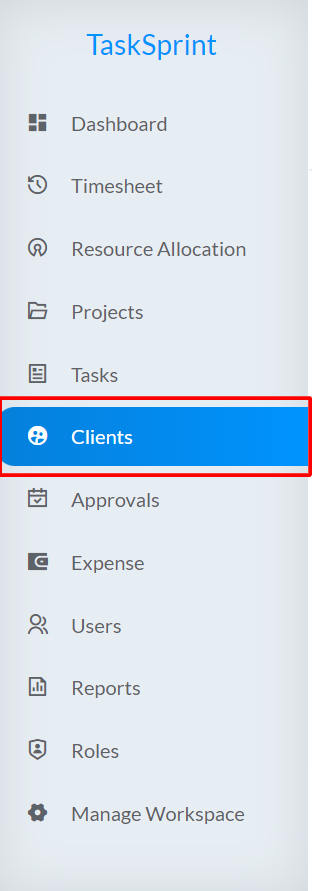 TaskSprint
Dashboard
Timesheet
Resource Allocation
Projects
Tasks
Clients
Approvals
Expense
Users
Reports
Roles
Manage Workspace